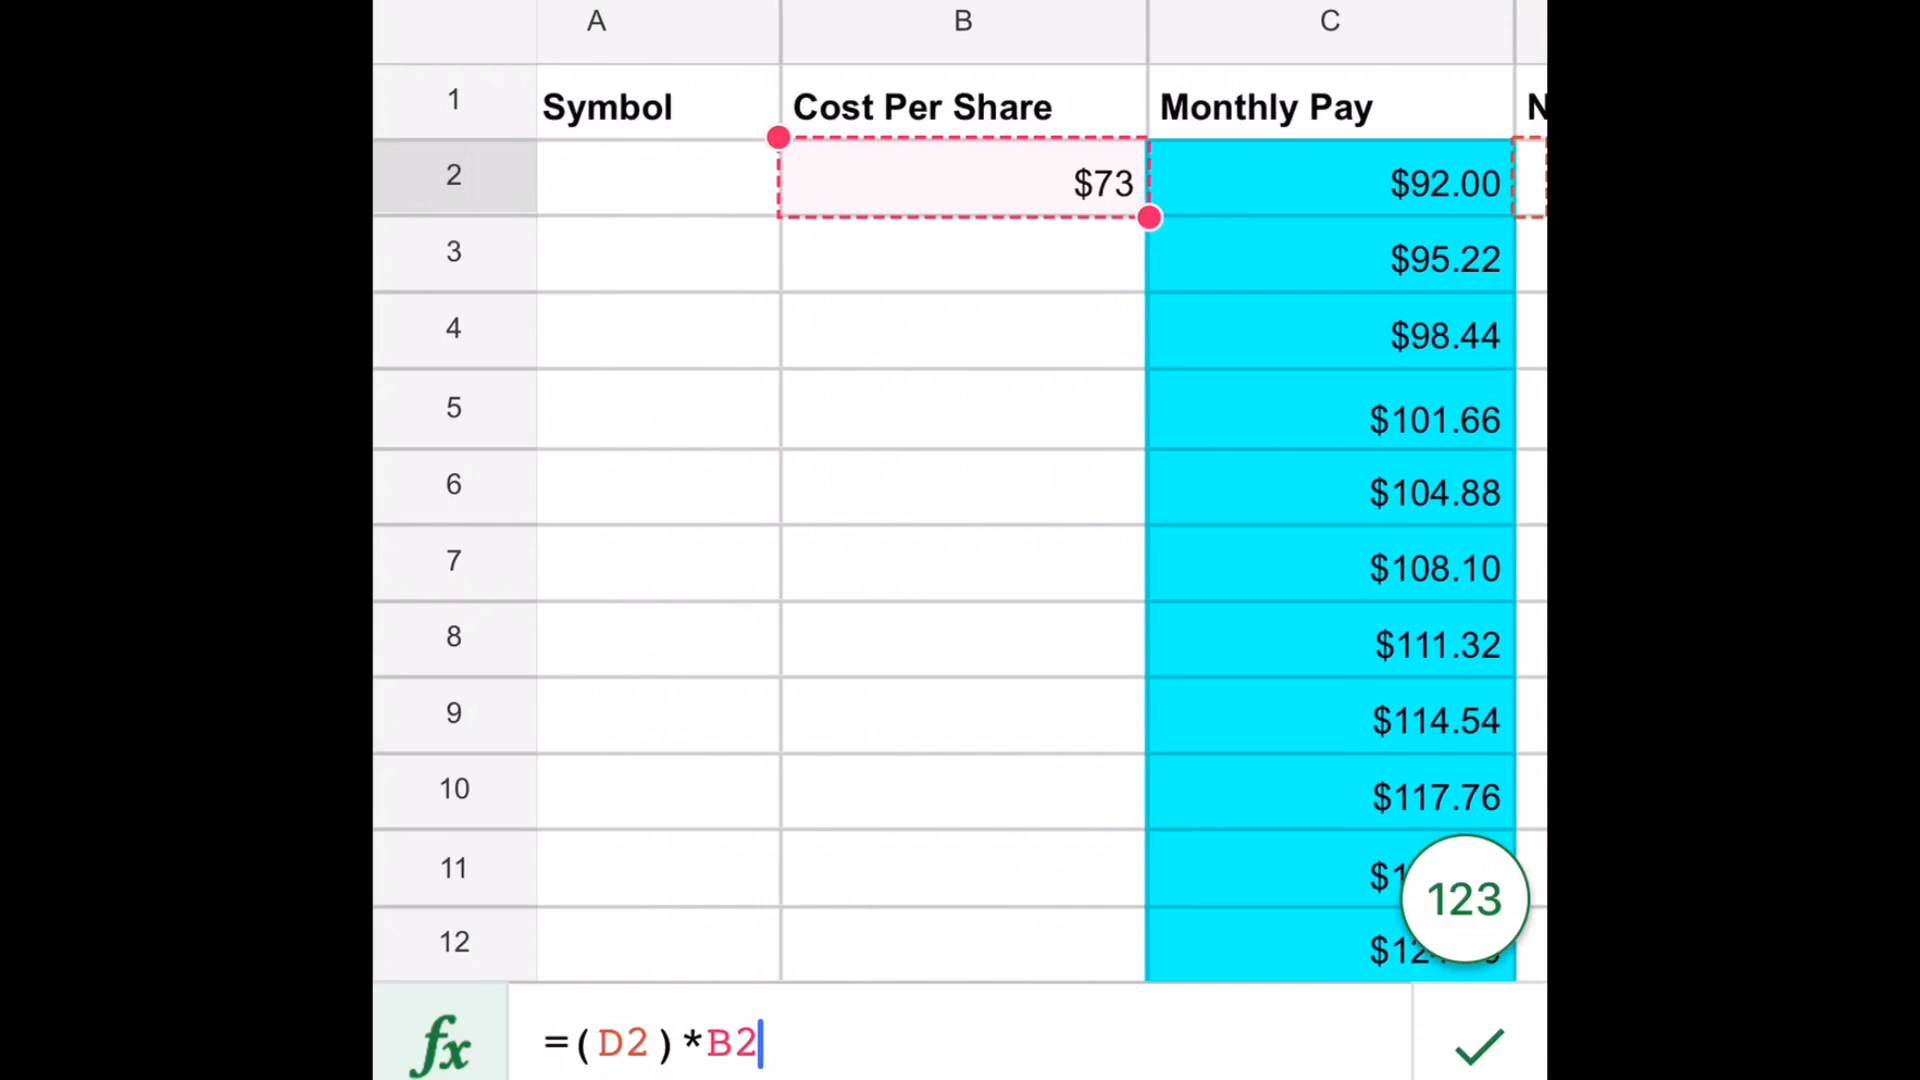 A B C
1 Symbol Cost Per Share Monthly Pay N
2 $73 $92.00
3 $95.22
4 $98.44
5 $101.66
6 $104.88
7 $108.10
8 $111.32
9 $114.54
10 $117.76
11
12
123
fx =(D2)*B2